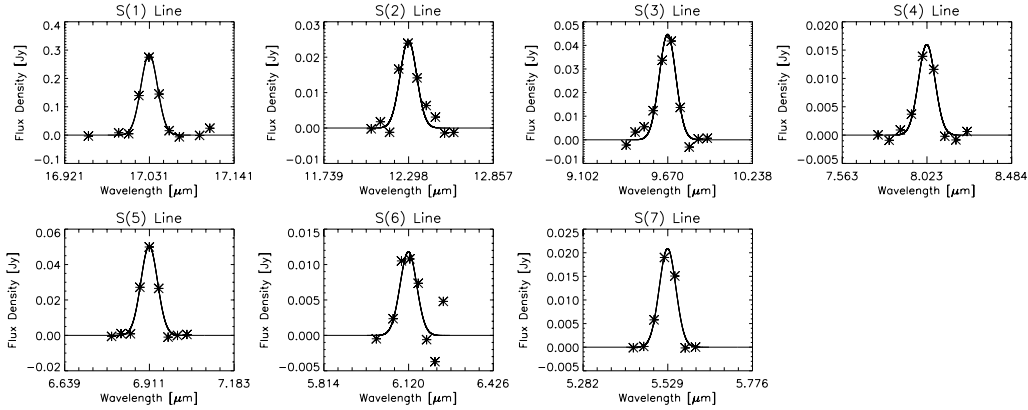 S(1) Line
S(2) Line
S(3) Line
S(4) Line
Flux Density [Jy]
0.4
0.3
0.2
0.1
0.0
−0.1
16.921
17.031
17.141
Wavelength [μm]
Flux Density [Jy]
0.030
0.020
0.010
0.000
−0.010
11.739
12.298
12.857
Wavelength [μm]
Flux Density [Jy]
0.05
0.04
0.03
0.02
0.01
0.00
−0.01
9.102
9.670
10.238
Wavelength [μm]
Flux Density [Jy]
0.020
0.015
0.010
0.005
0.000
−0.005
7.563
8.023
8.484
Wavelength [μm]
S(5) Line
S(6) Line
S(7) Line
Flux Density [Jy]
0.06
0.04
0.02
0.00
−0.02
6.639
6.911
7.183
Wavelength [μm]
Flux Density [Jy]
0.015
0.010
0.005
0.000
−0.005
5.814
6.120
6.426
Wavelength [μm]
Flux Density [Jy]
0.025
0.020
0.015
0.010
0.005
0.000
−0.005
5.282
5.529
5.776
Wavelength [μm]